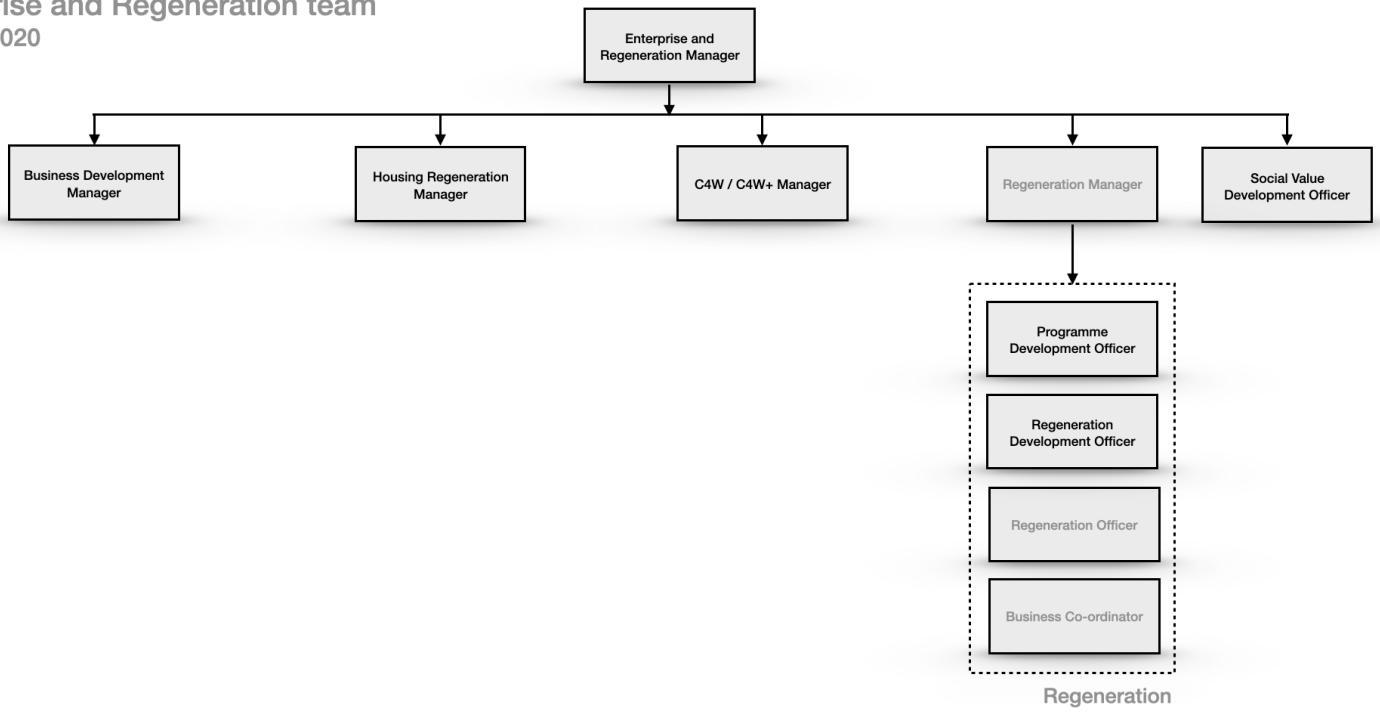 rise and Regeneration team
020
Enterprise and
Regeneration Manager
Business Development
Manager
Housing Regeneration
Manager
C4W / C4W+ Manager
Regeneration Manager
Social Value
Development Officer
Programme
Development Officer
Regeneration
Development Officer
Regeneration Officer
Business Co-ordinator
Regeneration